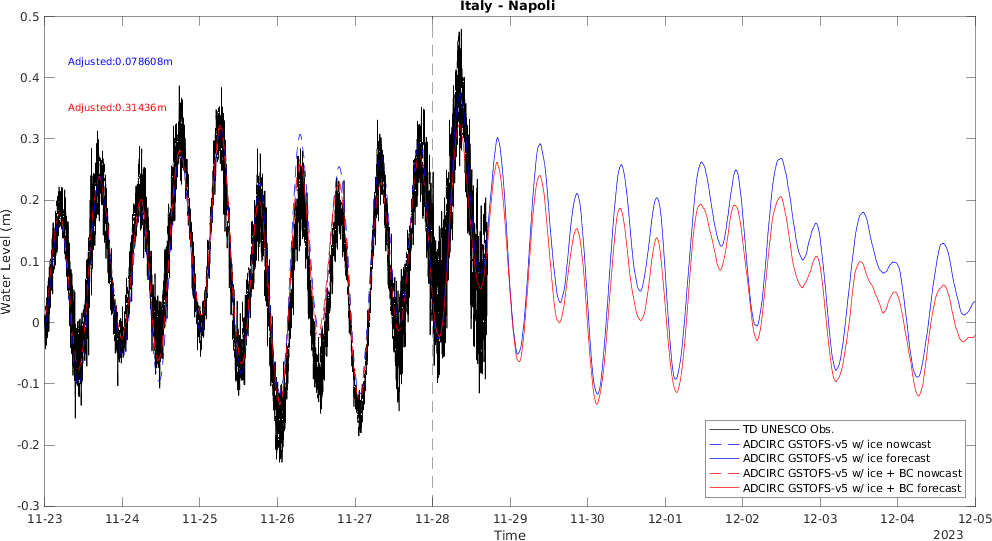 Italy - Napoli
Adjusted:0.078608m
Adjusted:0.31436m
Water Level (m)
0.5
0.4
0.3
0.2
0.1
0
-0.1
-0.2
-0.3
TD UNESCO Obs.
ADCIRC GSTOFS-v5 w/ ice nowcast
ADCIRC GSTOFS-v5 w/ ice forecast
ADCIRC GSTOFS-v5 w/ ice + BC nowcast
ADCIRC GSTOFS-v5 w/ ice + BC forecast
11-23 11-24 11-25 11-26 11-27 11-28 11-29 11-30 12-01 12-02 12-03 12-04 12-05
Time
2023